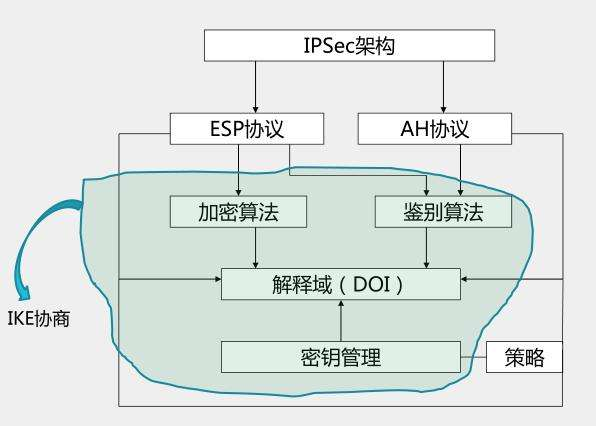 IPSec架构
ESP协议
AH协议
加密算法
鉴别算法
解释域（DOI）
IKE协商
密钥管理
策略